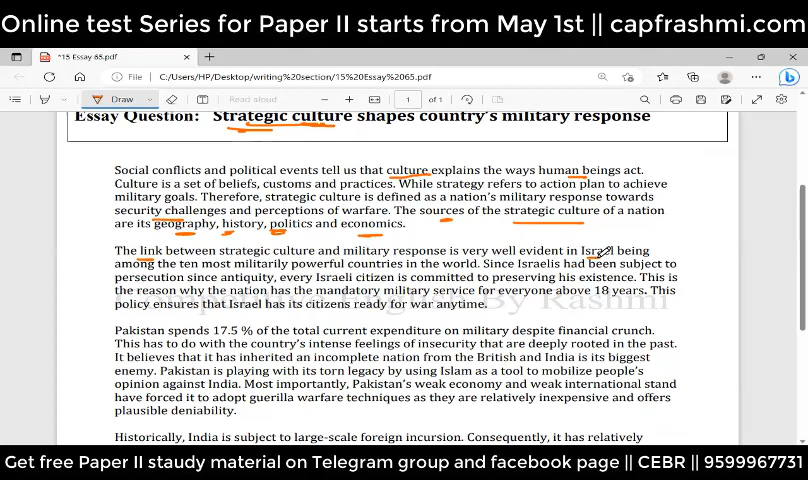 Online test Series for Paper II starts from May 1st || capfrashmi.com
*15 Essay 65.pdf
File
C:/Users/HP/Desktop/writing%20section/15%20Essay%2065.pdf
Draw
Read aloud
1
of 1
Essay Question: Strategic culture shapes country's military response
Social conflicts and political events tell us that culture explains the ways human beings act.
Culture is a set of beliefs, customs and practices. While strategy refers to action plan to achieve
military goals. Therefore, strategic culture is defined as a nation's military response towards
security challenges and perceptions of warfare. The sources of the strategic culture of a nation
are its geography, history, politics and economics.
The link between strategic culture and military response is very well evident in Israel being
among the ten most militarily powerful countries in the world. Since Israelis had been subject to
persecution since antiquity, every Israeli citizen is committed to preserving his existence. This is
the reason why the nation has the mandatory military service for everyone above 18 years. This
policy ensures that Israel has its citizens ready for war anytime.
Competitive English By Rashmi
Pakistan spends 17.5 % of the total current expenditure on military despite financial crunch.
This has to do with the country's intense feelings of insecurity that are deeply rooted in the past.
It believes that it has inherited an incomplete nation from the British and India is its biggest
enemy. Pakistan is playing with its torn legacy by using Islam as a tool to mobilize people's
opinion against India. Most importantly, Pakistan's weak economy and weak international stand
have forced it to adopt guerilla warfare techniques as they are relatively inexpensive and offers
plausible deniability.
Historically, India is subject to large-scale foreign incursion. Consequently, it has relatively
Get free Paper II staudy material on Telegram group and facebook page || CEBR || 9599967731